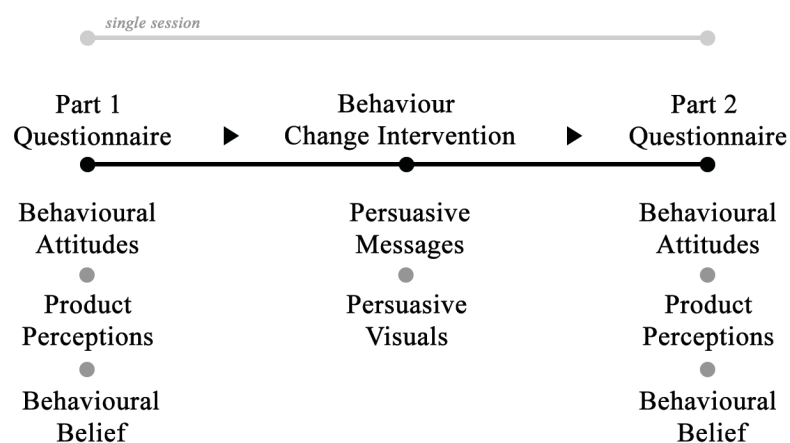 single session
Part 1
Questionnaire
Behaviour
Change Intervention
Part 2
Questionnaire
Behavioural
Attitudes
Product
Perceptions
Behavioural
Belief
Persuasive
Messages
Persuasive
Visuals
Behavioural
Attitudes
Product
Perceptions
Behavioural
Belief